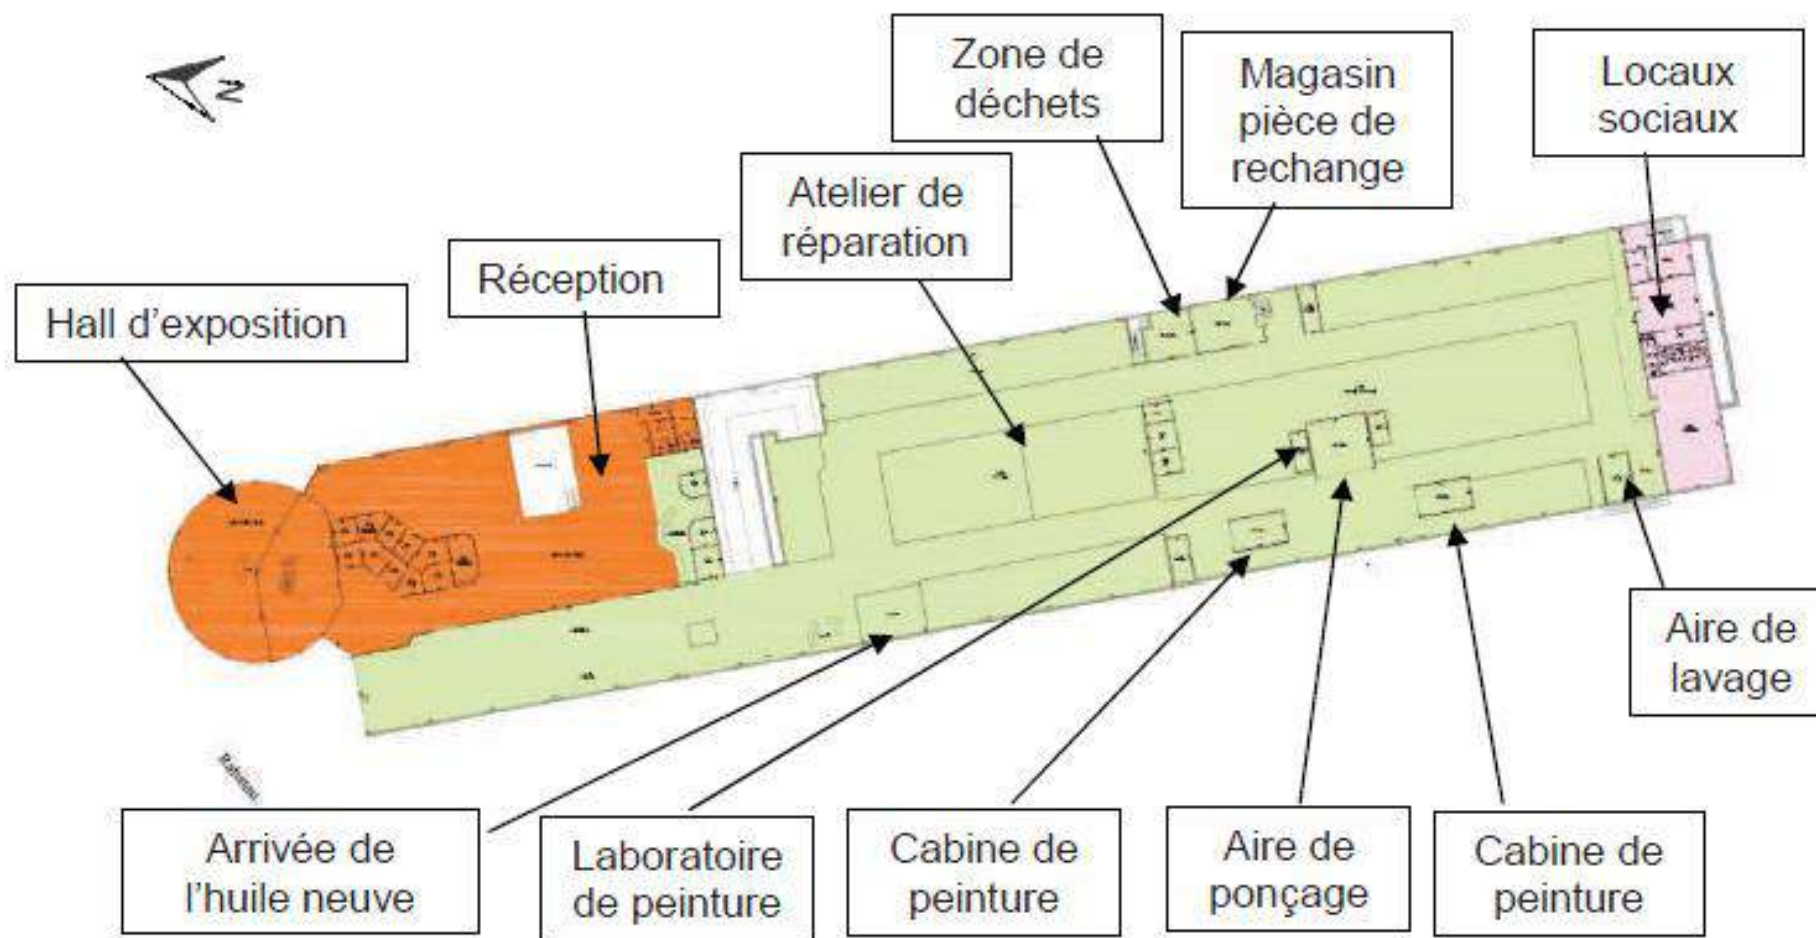 Zone de
déchets
Magasin
pièce de
rechange
Locaux
sociaux
Atelier de
réparation
Réception
Hall d'exposition
N
Aire de
lavage
Arrivée de
l'huile neuve
Laboratoire
de peinture
Cabine de
peinture
Aire de
ponçage
Cabine de
peinture